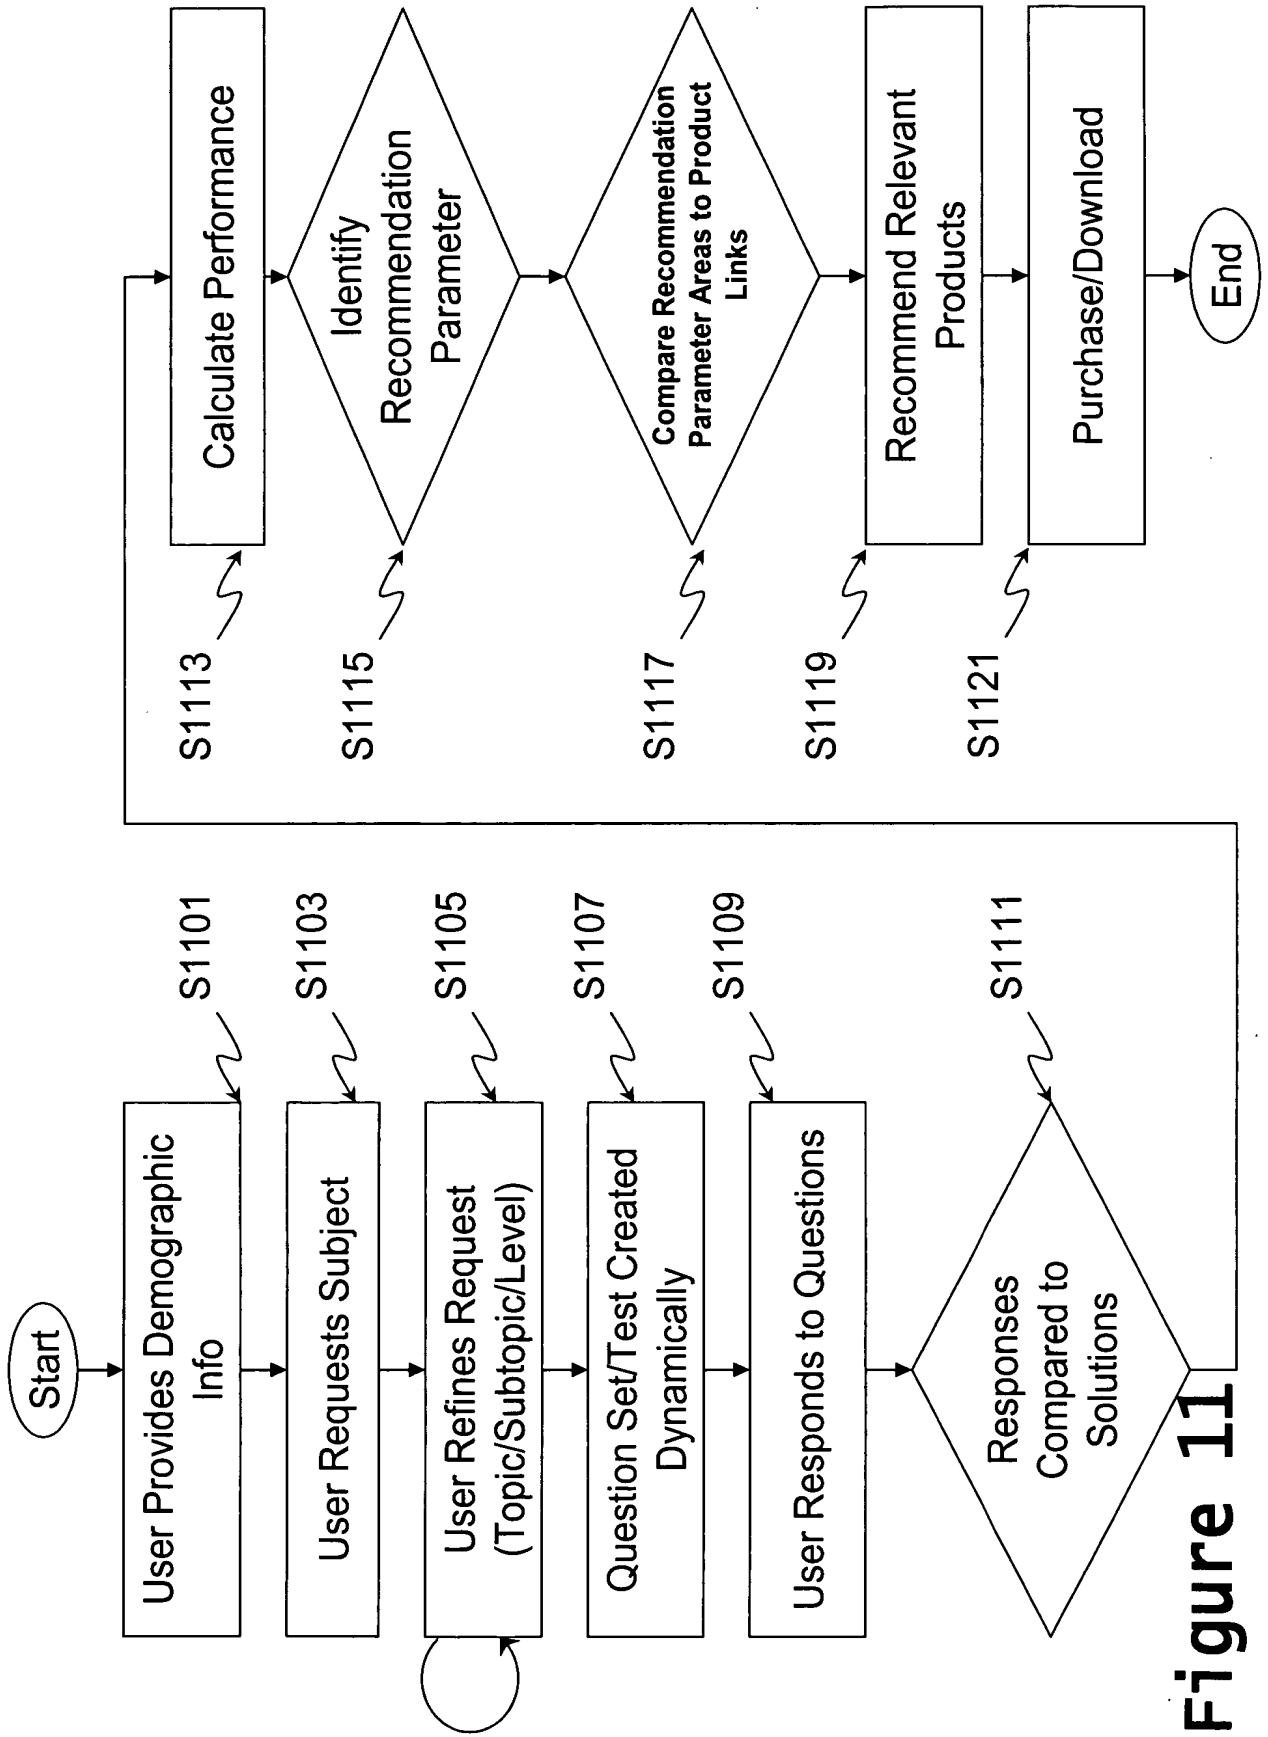 Start
User Provides Demographic
Info
S1101
User Requests Subject
S1103
User Refines Request
(Topic/Subtopic/Level)
S1105
Question Set/Test Created
Dynamically
S1107
User Responds to Questions
S1109
Responses
Compared to
Solutions
S1111
Calculate Performance
S1113
Identify
Recommendation
Parameter
S1115
Compare Recommendation
Parameter Areas to Product
Links
S1117
Recommend Relevant
Products
S1119
Purchase/Download
S1121
End
Figure 11